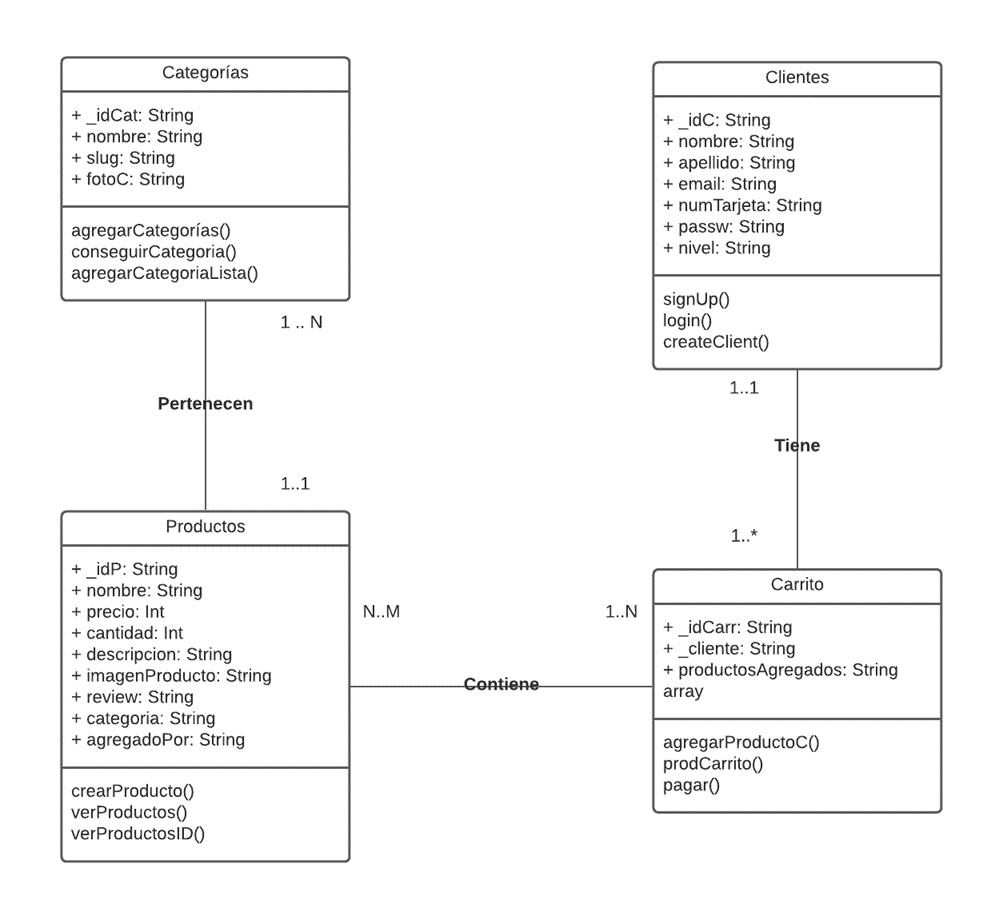 Categorías
+ _idCat: String
+ nombre: String
+ slug: String
+ fotoC: String
agregarCategorías()
conseguirCategoria()
agregarCategoriaLista()
1 .. N
Pertenecen
1..1
Productos
+ _idP: String
+ nombre: String
+ precio: Int
+ cantidad: Int
+ descripcion: String
+ imagenProducto: String
+ review: String
+ categoria: String
+ agregadoPor: String
crearProducto()
verProductos()
verProductosID()
N..M
Contiene
1..N
Clientes
+ _idC: String
+ nombre: String
+ apellido: String
+ email: String
+ numTarjeta: String
+ passw: String
+ nivel: String
signUp()
login()
createClient()
1..1
Tiene
1..*
Carrito
+ _idCarr: String
+ _cliente: String
+ productosAgregados: String
array
agregarProductoC()
prodCarrito()
pagar()